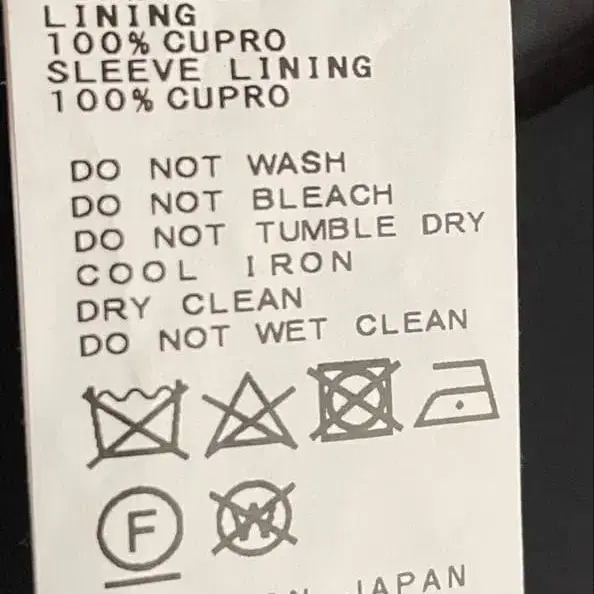 LINING
100% CUPRO
SLEEVE LINING
100% CUPRO
DO NOT WASH
DO NOT BLEACH
DO NOT TUMBLE DRY
COOL IRON
DRY CLEAN
DO NOT WET CLEAN
F W
JAPAN